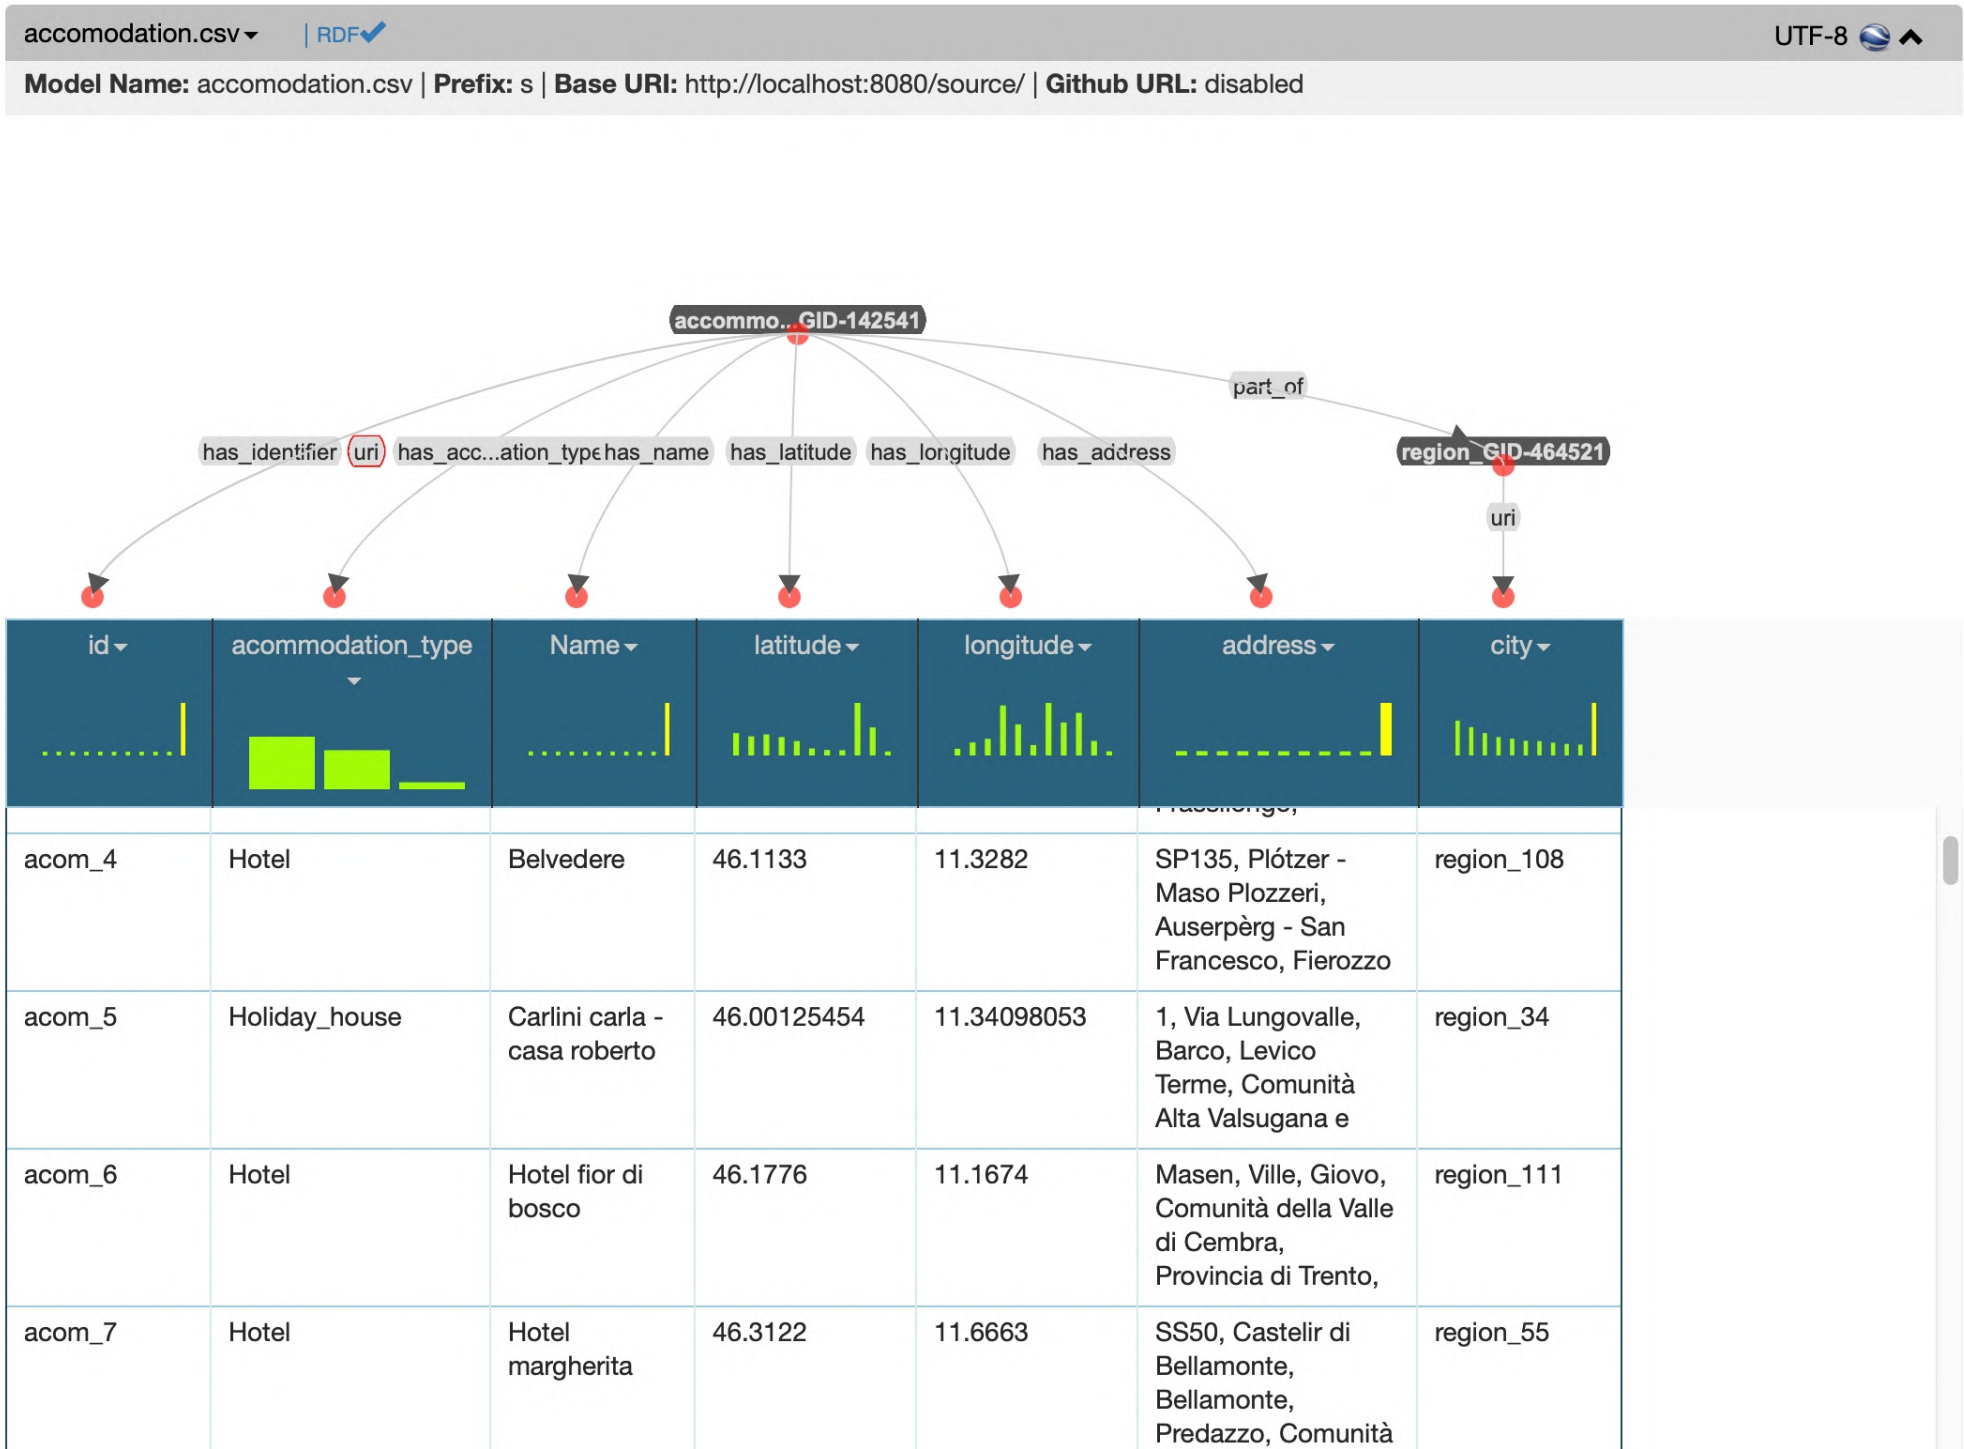 accomodation.csv | RDF UTF-8
Model Name: accomodation.csv | Prefix: s | Base URI: http://localhost:8080/source/ | Github URL: disabled
accommo...GID-142541
part_of
has_identifier uri has_acc...ation_type has_name has_latitude has_longitude has_address region_GID-464521
uri
id acommodation_type Name latitude longitude address city
acom_4 Hotel Belvedere 46.1133 11.3282 SP135, Plótzer - region_108
Maso Plozzeri,
Auserpèrg - San
Francesco, Fierozzo
acom_5 Holiday_house Carlini carla - 46.00125454 11.34098053 1, Via Lungovalle, region_34
casa roberto Barco, Levico
Terme, Comunità
Alta Valsugana e
acom_6 Hotel Hotel fior di 46.1776 11.1674 Masen, Ville, Giovo, region_111
bosco Comunità della Valle
di Cembra,
Provincia di Trento,
acom_7 Hotel Hotel 46.3122 11.6663 SS50, Castelir di region_55
margherita Bellamonte,
Bellamonte,
Predazzo, Comunità